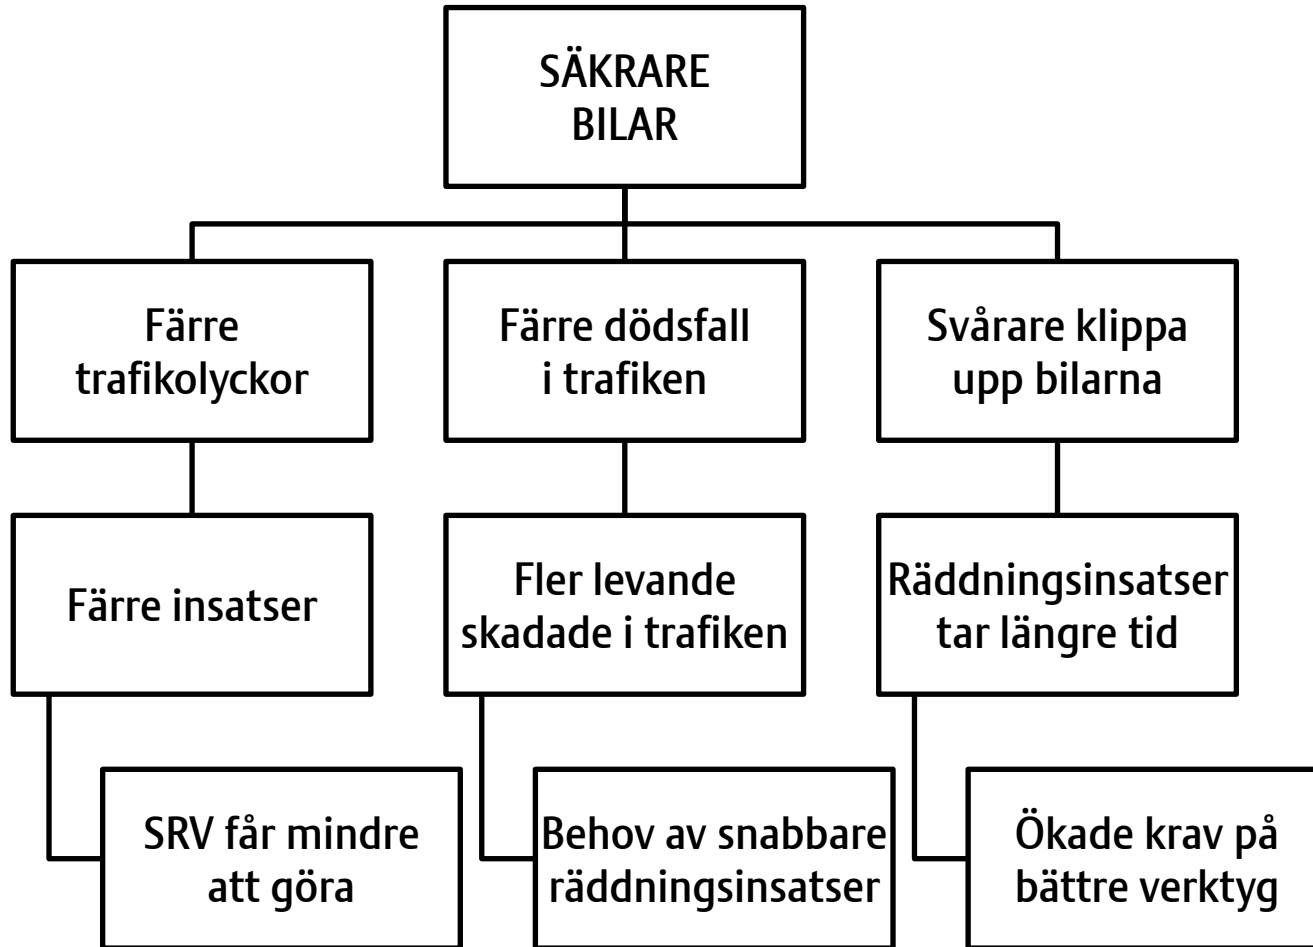 SÄKRARE
BILAR
Färre
trafikolyckor
Färre dödsfall
i trafiken
Svårare klippa
upp bilarna
Färre insatser
Fler levande
skadade i trafiken
Räddningsinsatser
tar längre tid
SRV får mindre
att göra
Behov av snabbare
räddningsinsatser
Ökade krav på
bättre verktyg